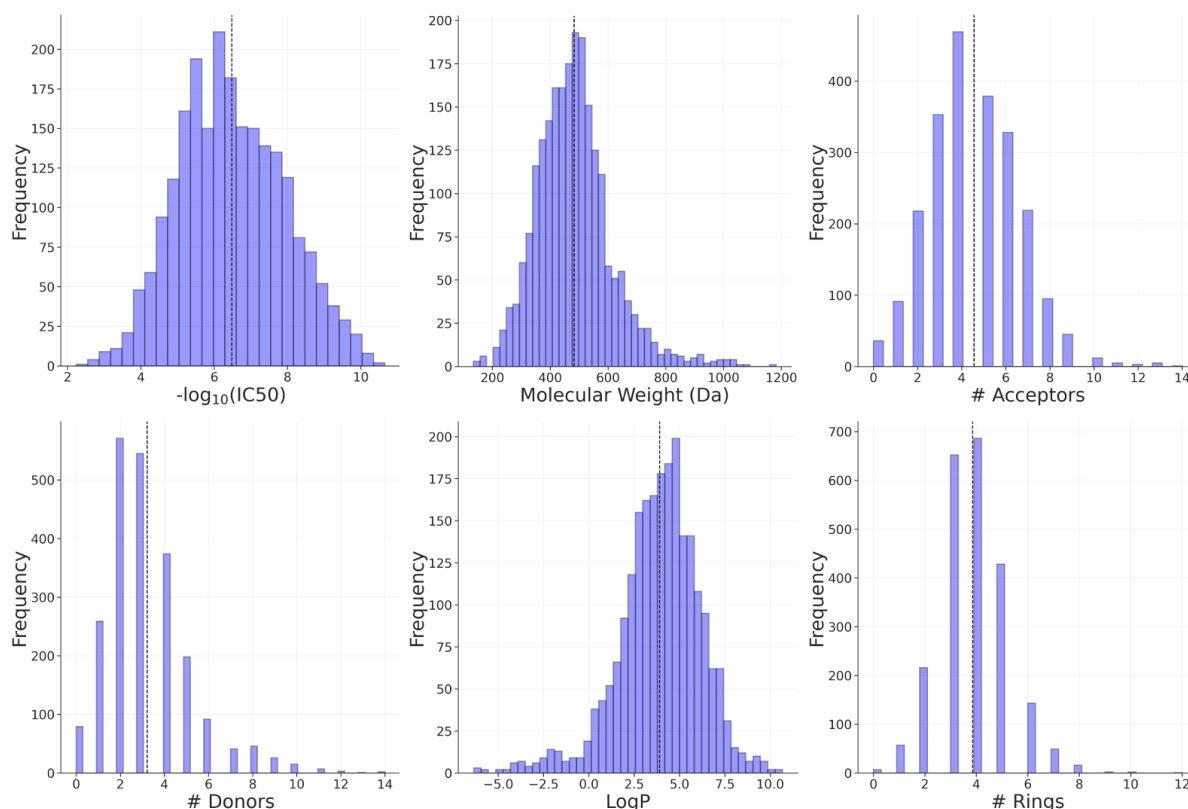 200
175
150
125
100
75
50
25
0
Frequency
2 4 6 8 10
-log10(IC50)
200
175
150
125
100
75
50
25
0
Frequency
200 400 600 800 1000 1200
Molecular Weight (Da)
400
300
200
100
0
Frequency
0 2 4 6 8 10 12 14
# Acceptors
500
400
300
200
100
0
Frequency
0 2 4 6 8 10 12 14
# Donors
200
175
150
125
100
75
50
25
0
Frequency
−5.0 −2.5 0.0 2.5 5.0 7.5 10.0
LogP
700
600
500
400
300
200
100
0
Frequency
0 2 4 6 8 10 12
# Rings